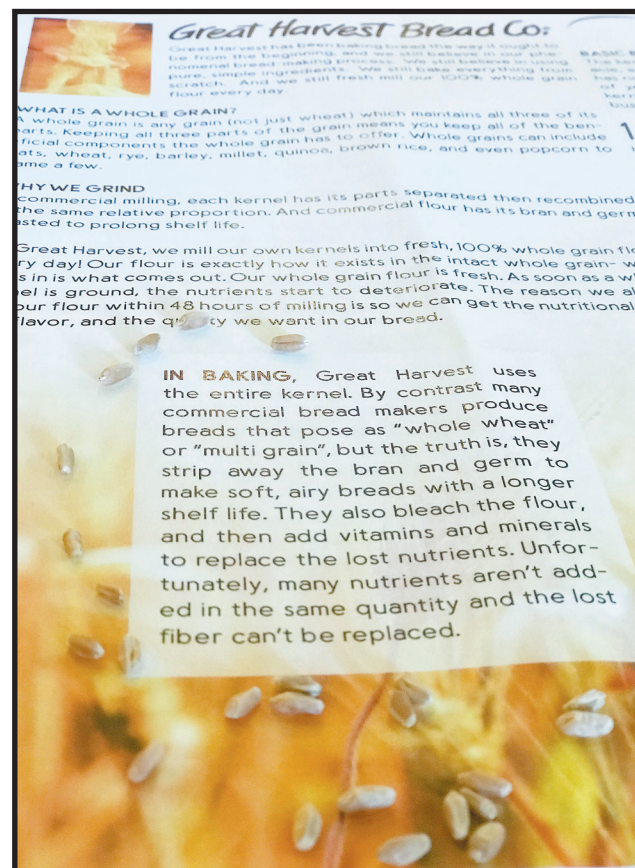 Great Harvest Bread Co.
Great Harvest has been baking bread the way it ought to
be from the beginning, and we still believe in our phe-
nomenal bread making process. We still believe in using
pure, simple ingredients. We still bake everything from
scratch. And we still fresh mill our 100% whole grain
flour every day.
BASIC
WHAT IS A WHOLE GRAIN?
A whole grain is any grain (not just wheat) which maintains all three of its
arts. Keeping all three parts of the grain means you keep all of the ben-
ficial components the whole grain has to offer. Whole grains can include
ats, wheat, rye, barley, millet, quinoa, brown rice, and even popcorn to
ame a few.
1
HY WE GRIND
commercial milling, each kernel has its parts separated then recombined
the same relative proportion. And commercial flour has its bran and germ
asted to prolong shelf life.
Great Harvest, we mill our own kernels into fresh, 100% whole grain flo
ry day! Our flour is exactly how it exists in the intact whole grain- w
s in is what comes out. Our whole grain flour is fresh. As soon as a w
el is ground, the nutrients start to deteriorate. The reason we al
our flour within 48 hours of milling is so we can get the nutritional
lavor, and the q ty we want in our bread.
IN BAKING, Great Harvest uses
the entire kernel. By contrast many
commercial bread makers produce
breads that pose as "whole wheat"
or "multi grain", but the truth is, they
strip away the bran and germ to
make soft, airy breads with a longer
shelf life. They also bleach the flour,
and then add vitamins and minerals
to replace the lost nutrients. Unfor-
tunately, many nutrients aren't add-
ed in the same quantity and the lost
fiber can't be replaced.